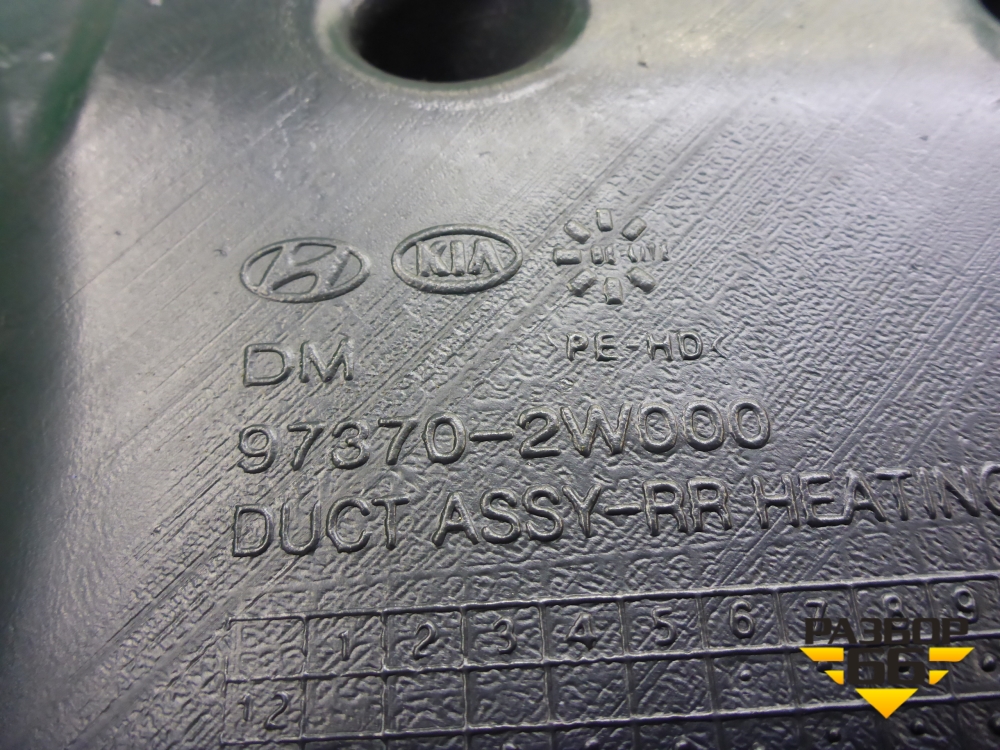 KIA
DM >PE-HD<
97370-2W000
DUCT ASSY-RR HEATING
1 2 3 4 5 6 7 8 9
12
РАЗБОР
66